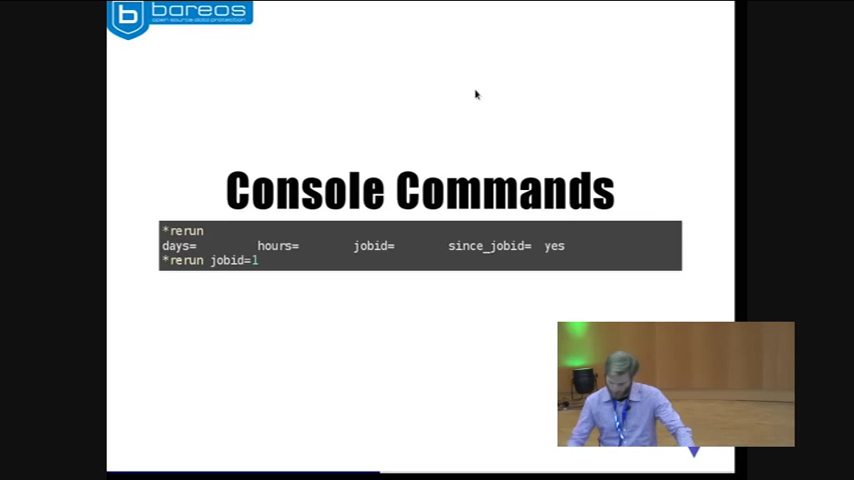 bareos
open source data protection
Console Commands
*rerun
days= hours= jobid= since_jobid= yes
*rerun jobid=1